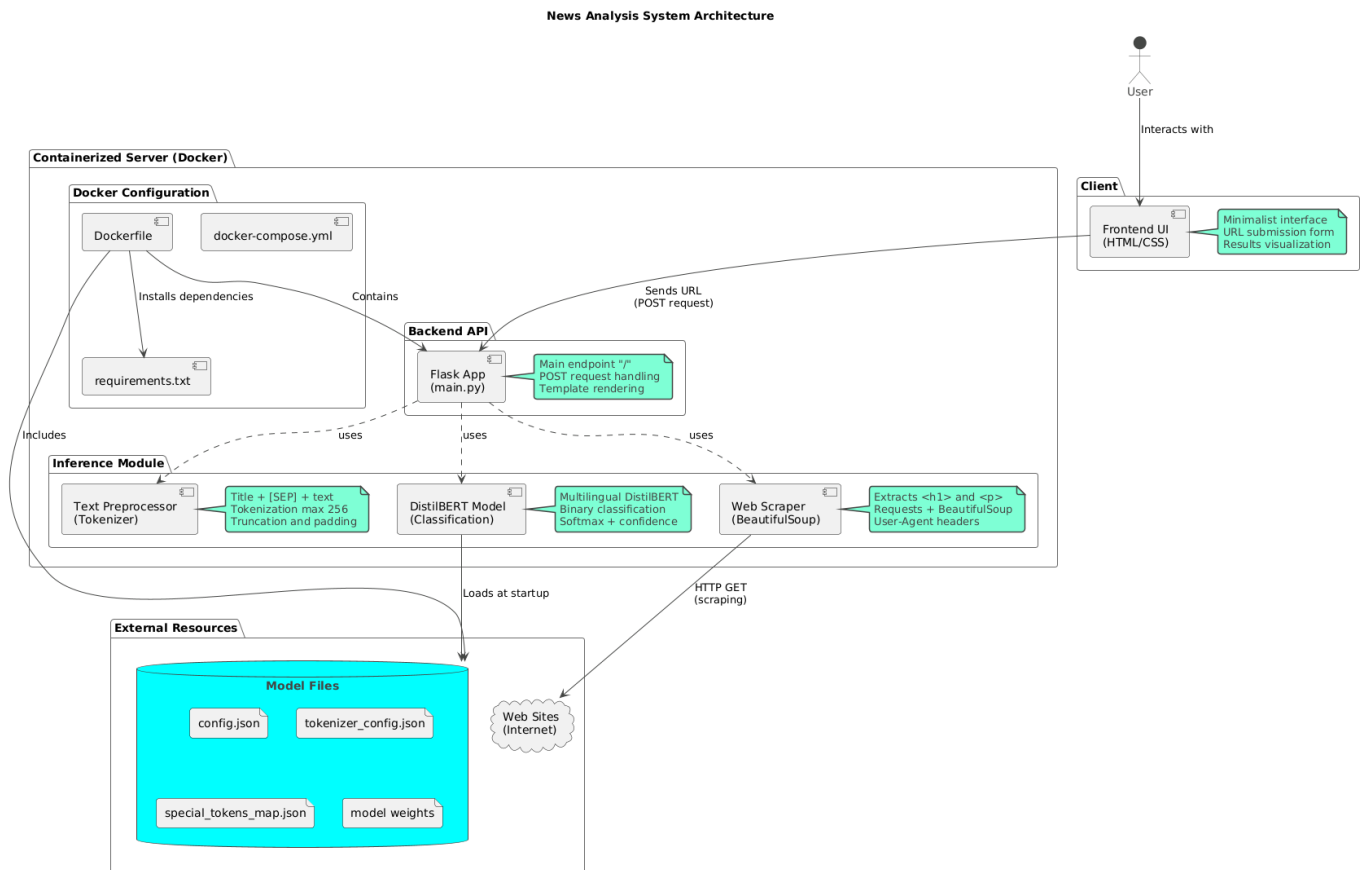 News Analysis System Architecture
User
Interacts with
Containerized Server (Docker)
Client
Docker Configuration
Dockerfile
docker-compose.yml
Frontend UI
(HTML/CSS)
Minimalist interface
URL submission form
Results visualization
Installs dependencies
Contains
Sends URL
(POST request)
Backend API
Flask App
(main.py)
Main endpoint "/"
POST request handling
Template rendering
requirements.txt
Includes
uses
uses
uses
Inference Module
Text Preprocessor
(Tokenizer)
Title + [SEP] + text
Tokenization max 256
Truncation and padding
DistilBERT Model
(Classification)
Multilingual DistilBERT
Binary classification
Softmax + confidence
Web Scraper
(BeautifulSoup)
Extracts <h1> and <p>
Requests + BeautifulSoup
User-Agent headers
Loads at startup
HTTP GET
(scraping)
External Resources
Model Files
config.json
tokenizer_config.json
special_tokens_map.json
model weights
Web Sites
(Internet)